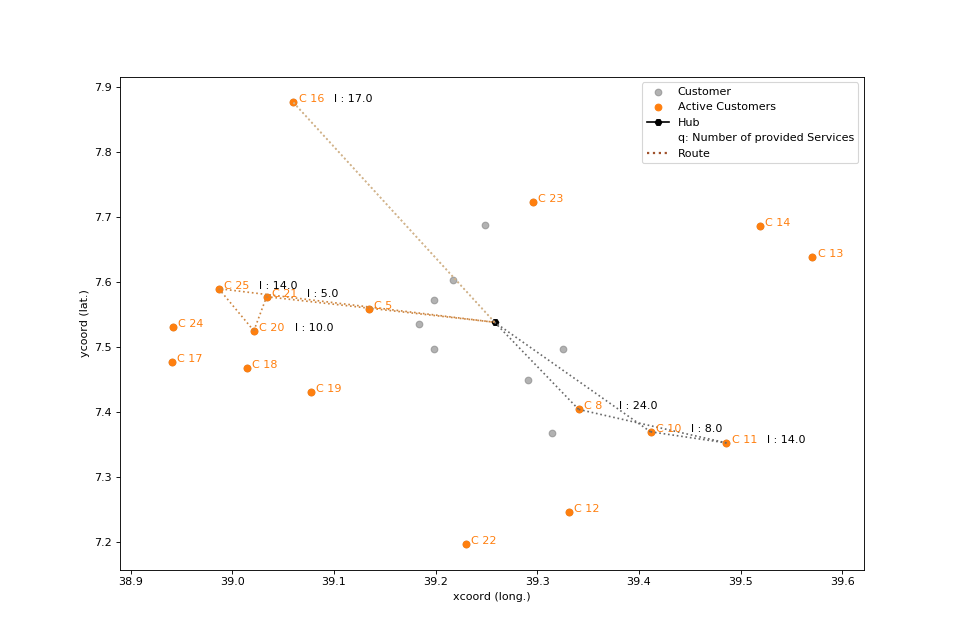 7.9
7.8
7.7
7.6
7.5
7.4
7.3
7.2
ycoord (lat.)
38.9
39.0
39.1
39.2
39.3
39.4
39.5
39.6
xcoord (long.)
Customer
Active Customers
Hub
q: Number of provided Services
Route
C 16 I : 17.0
C 23
C 14
C 13
C 25 I : 14.0
C 21 I : 5.0
C 5
C 24
C 20 I : 10.0
C 17
C 18
C 19
C 8 I : 24.0
C 10 I : 8.0
C 11 I : 14.0
C 12
C 22